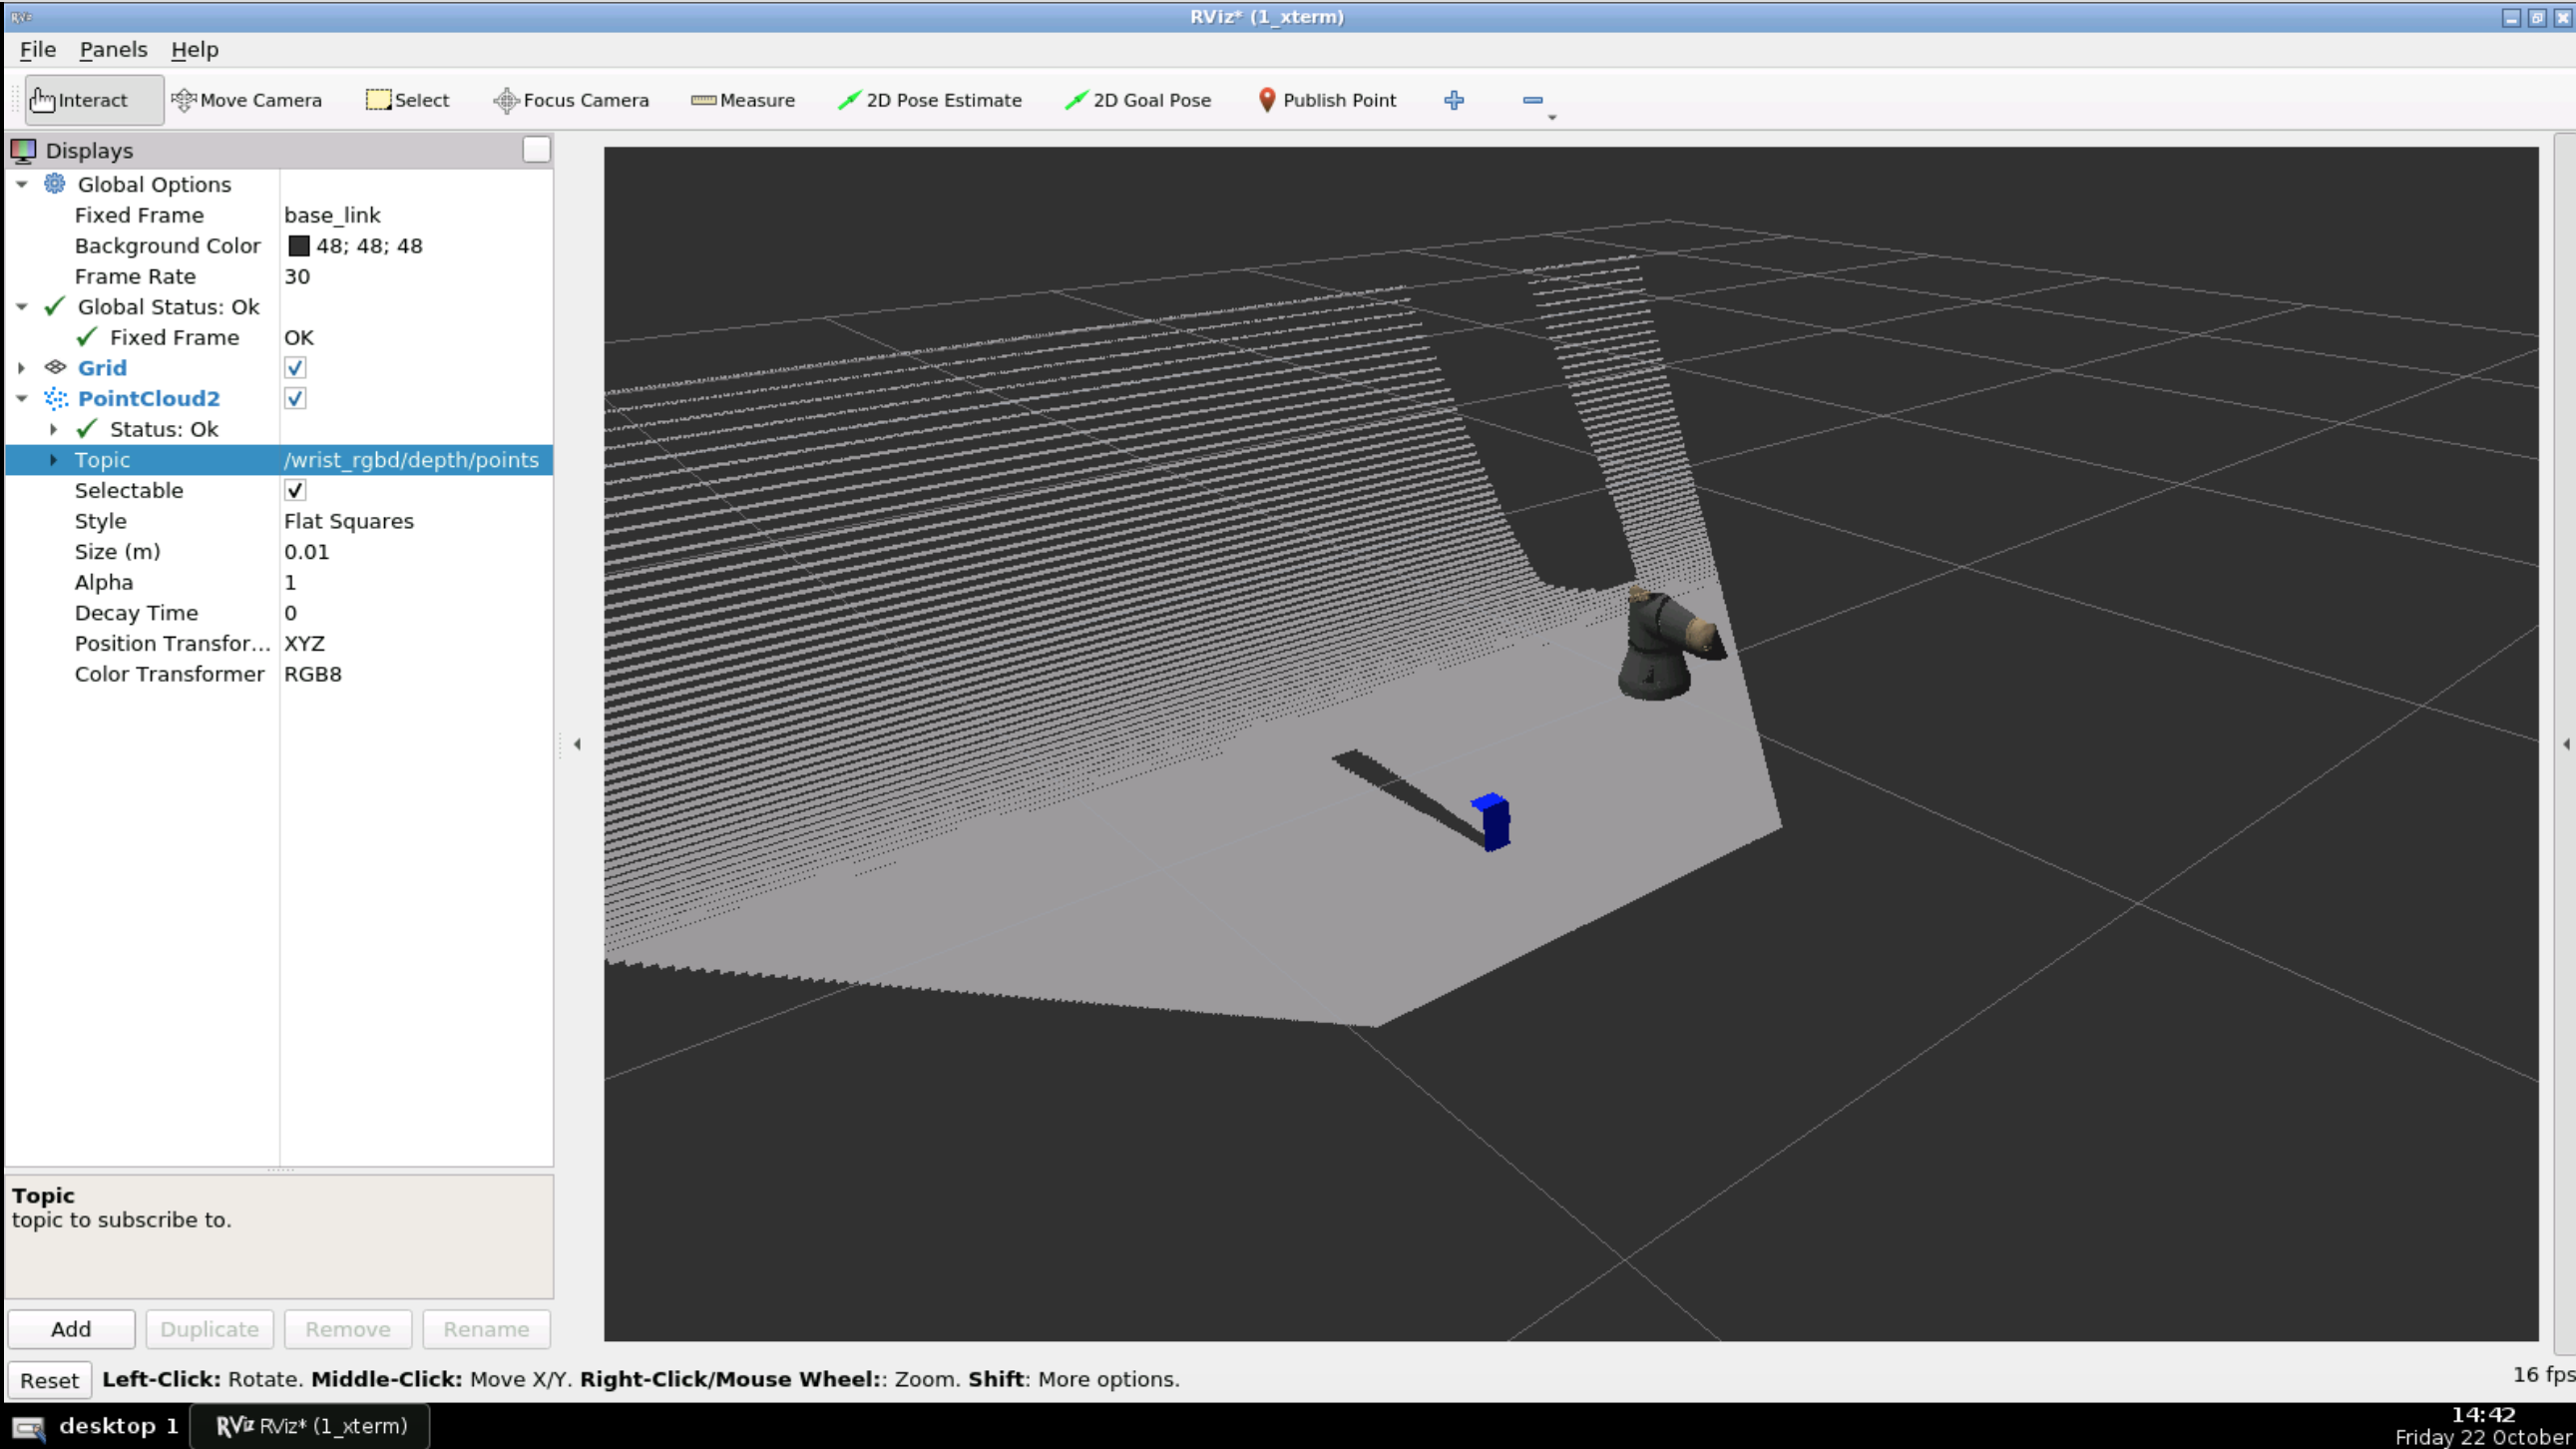 RViz RViz* (1_xterm)
File Panels Help
Interact Move Camera Select Focus Camera Measure 2D Pose Estimate 2D Goal Pose Publish Point
Displays
Global Options
Fixed Frame base_link
Background Color 48; 48; 48
Frame Rate 30
Global Status: Ok
Fixed Frame OK
Grid
PointCloud2
Status: Ok
Topic /wrist_rgbd/depth/points
Selectable
Style Flat Squares
Size (m) 0.01
Alpha 1
Decay Time 0
Position Transfor... XYZ
Color Transformer RGB8
Topic
topic to subscribe to.
Add Duplicate Remove Rename
Reset Left-Click: Rotate. Middle-Click: Move X/Y. Right-Click/Mouse Wheel:: Zoom. Shift: More options. 16 fps
desktop 1 RViz RViz* (1_xterm) 14:42
Friday 22 October